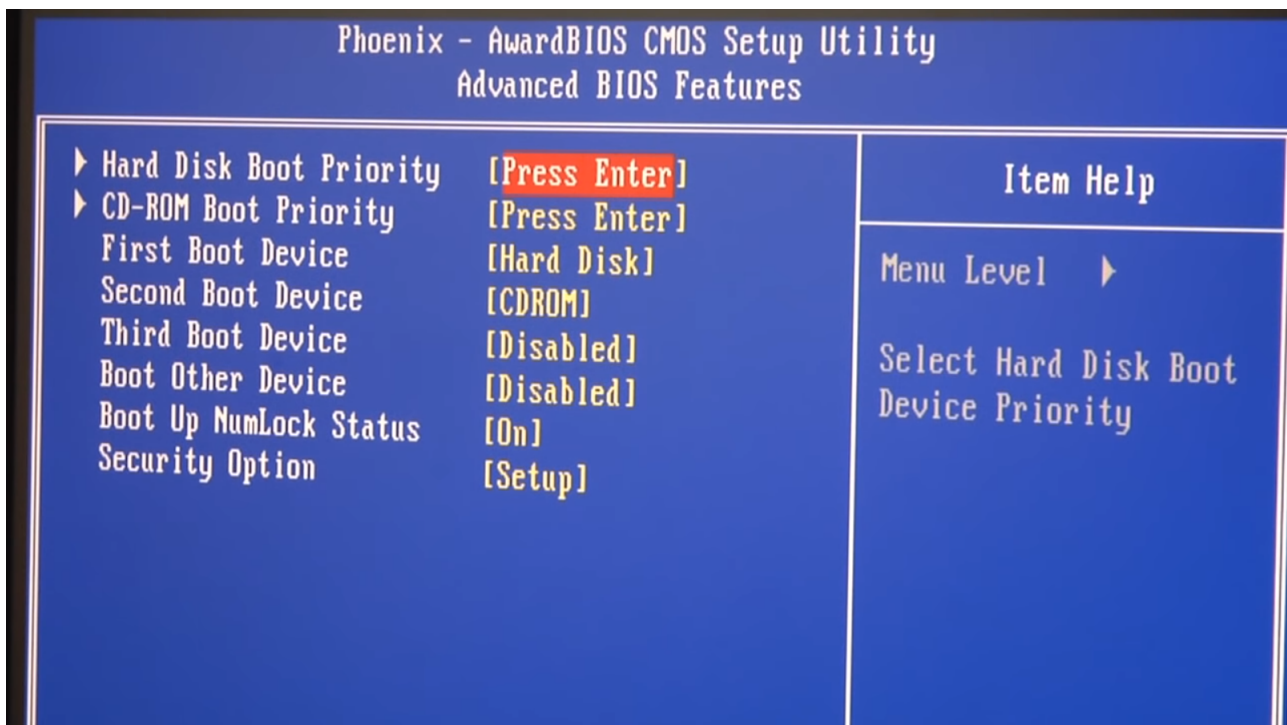 Phoenix - AwardBIOS CMOS Setup Utility
Advanced BIOS Features
Hard Disk Boot Priority [Press Enter]
CD-ROM Boot Priority [Press Enter]
First Boot Device [Hard Disk]
Second Boot Device [CDROM]
Third Boot Device [Disabled]
Boot Other Device [Disabled]
Boot Up NumLock Status [On]
Security Option [Setup]
Item Help
Menu Level
Select Hard Disk Boot
Device Priority